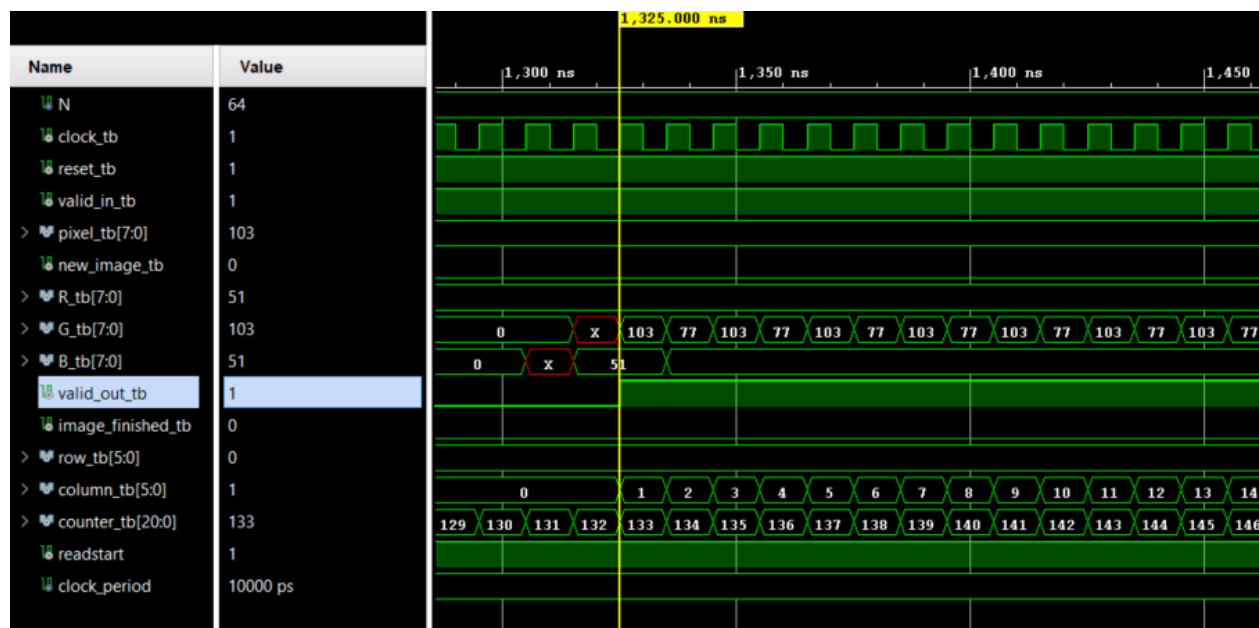 1,325.000 ns
Name Value
1,300 ns 1,350 ns 1,400 ns 1,450
N 64
clock_tb 1
reset_tb 1
valid_in_tb 1
pixel_tb[7:0] 103
new_image_tb 0
R_tb[7:0] 51
G_tb[7:0] 103 0 X 103 77 103 77 103 77 103 77 103 77 103 77 103 77
B_tb[7:0] 51 0 X 51
valid_out_tb 1
image_finished_tb 0
row_tb[5:0] 0
column_tb[5:0] 1 0 1 2 3 4 5 6 7 8 9 10 11 12 13 14
counter_tb[20:0] 133 129 130 131 132 133 134 135 136 137 138 139 140 141 142 143 144 145 146
readstart 1
clock_period 10000 ps